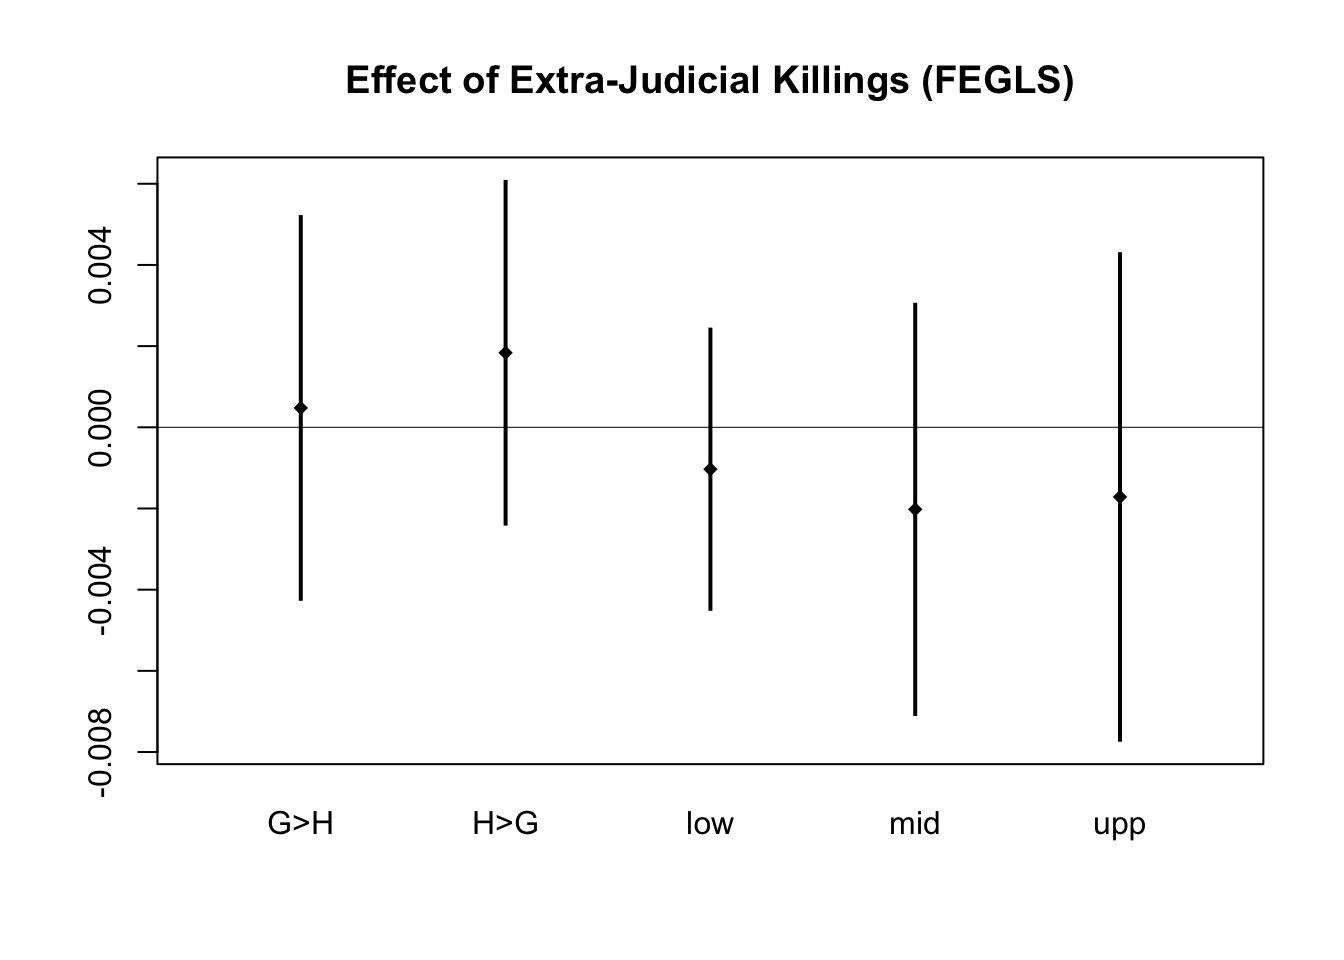 Effect of Extra-Judicial Killings (FEGLS)
0.004
0.000
-0.004
-0.008
G>H H>G low mid upp